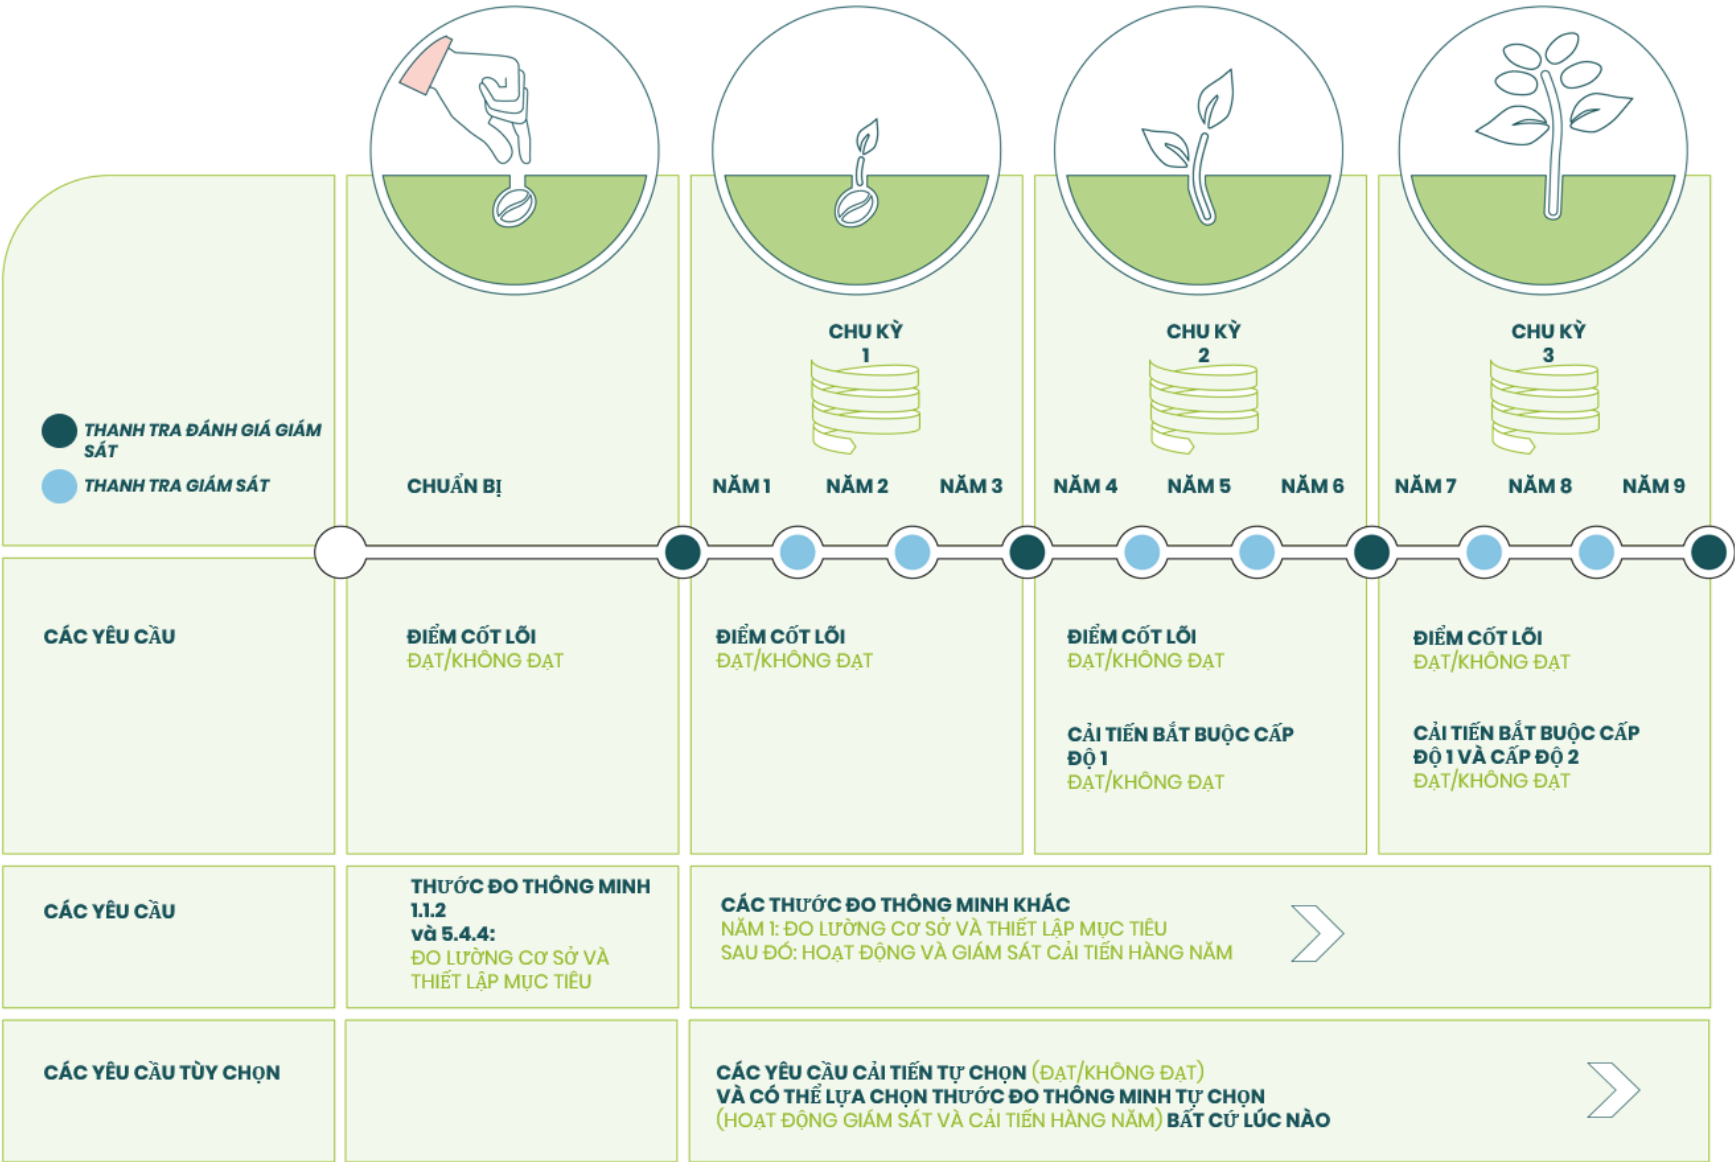 CHU KỲ
1
CHU KỲ
2
CHU KỲ
3
THANH TRA ĐÁNH GIÁ GIÁM
SÁT
THANH TRA GIÁM SÁT
CHUẨN BỊ
NĂM 1
NĂM 2
NĂM 3
NĂM 4
NĂM 5
NĂM 6
NĂM 7
NĂM 8
NĂM 9
CÁC YÊU CẦU
ĐIỂM CỐT LÕI
ĐẠT/KHÔNG ĐẠT
ĐIỂM CỐT LÕI
ĐẠT/KHÔNG ĐẠT
ĐIỂM CỐT LÕI
ĐẠT/KHÔNG ĐẠT
CẢI TIẾN BẮT BUỘC CẤP
ĐỘ 1
ĐẠT/KHÔNG ĐẠT
ĐIỂM CỐT LÕI
ĐẠT/KHÔNG ĐẠT
CẢI TIẾN BẮT BUỘC CẤP
ĐỘ 1 VÀ CẤP ĐỘ 2
ĐẠT/KHÔNG ĐẠT
CÁC YÊU CẦU
THƯỚC ĐO THÔNG MINH
1.1.2
và 5.4.4:
ĐO LƯỜNG CƠ SỞ VÀ
THIẾT LẬP MỤC TIÊU
CÁC THƯỚC ĐO THÔNG MINH KHÁC
NĂM 1: ĐO LƯỜNG CƠ SỞ VÀ THIẾT LẬP MỤC TIÊU
SAU ĐÓ: HOẠT ĐỘNG VÀ GIÁM SÁT CẢI TIẾN HÀNG NĂM
CÁC YÊU CẦU TÙY CHỌN
CÁC YÊU CẦU CẢI TIẾN TỰ CHỌN (ĐẠT/KHÔNG ĐẠT)
VÀ CÓ THỂ LỰA CHỌN THƯỚC ĐO THÔNG MINH TỰ CHỌN
(HOẠT ĐỘNG GIÁM SÁT VÀ CẢI TIẾN HÀNG NĂM) BẤT CỨ LÚC NÀO